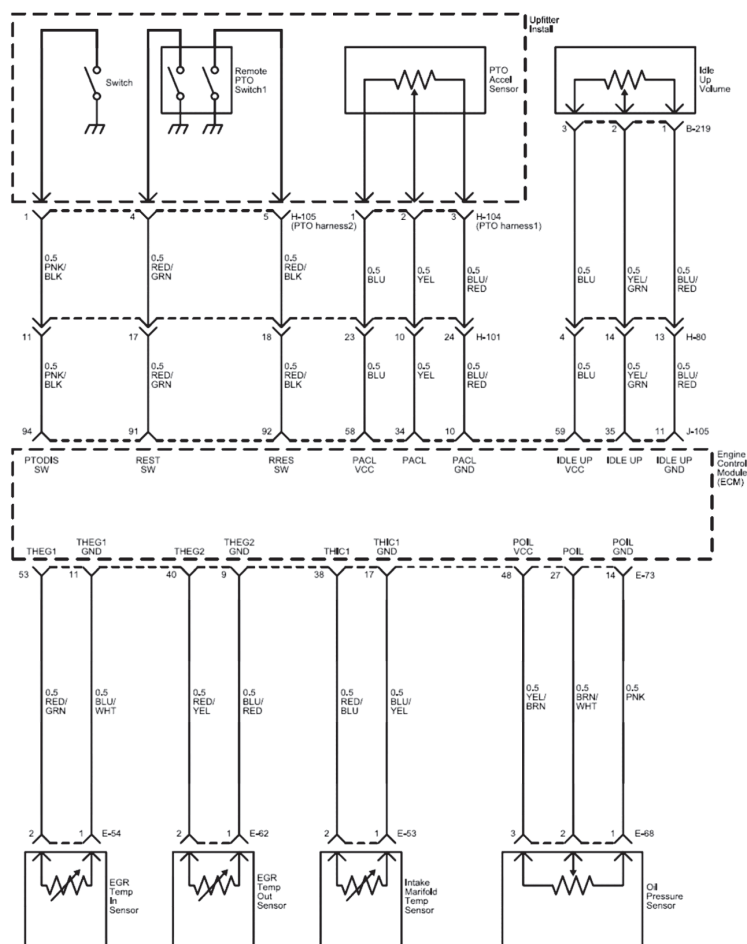 Upfitter
Install
Switch
Remote
PTO
Switch1
PTO
Accel
Sensor
Idle
Up
Volume
3 2 1 B-219
1 4 5 H-105
(PTO harness2)
1 2 3 H-104
(PTO harness1)
0.5
PNK/
BLK
0.5
RED/
GRN
0.5
RED/
BLK
0.5
BLU
0.5
YEL
0.5
BLU/
RED
0.5
BLU
0.5
YEL/
GRN
0.5
BLU/
RED
11 17 18 23 10 24 H-101
4 14 13 H-80
0.5
PNK/
BLK
0.5
RED/
GRN
0.5
RED/
BLK
0.5
BLU
0.5
YEL
0.5
BLU/
RED
0.5
BLU
0.5
YEL/
GRN
0.5
BLU/
RED
94 91 92 58 34 10 59 35 11 J-105
PTODIS
SW
REST
SW
RRES
SW
PACL
VCC
PACL
PACL
GND
IDLE UP
VCC
IDLE UP
IDLE UP
GND
Engine
Control
Module
(ECM)
THEG1
THEG1
GND
THEG2
THEG2
GND
THIC1
THIC1
GND
POIL
VCC
POIL
POIL
GND
53 11 40 9 38 17 48 27 14 E-73
0.5
RED/
GRN
0.5
BLU/
WHT
0.5
RED/
YEL
0.5
BLU/
RED
0.5
RED/
BLU
0.5
BLU/
YEL
0.5
YEL/
BRN
0.5
BRN/
WHT
0.5
PNK
2 1 E-54
2 1 E-62
2 1 E-53
3 2 1 E-68
EGR
Temp
In
Sensor
EGR
Temp
Out
Sensor
Intake
Manifold
Temp
Sensor
Oil
Pressure
Sensor